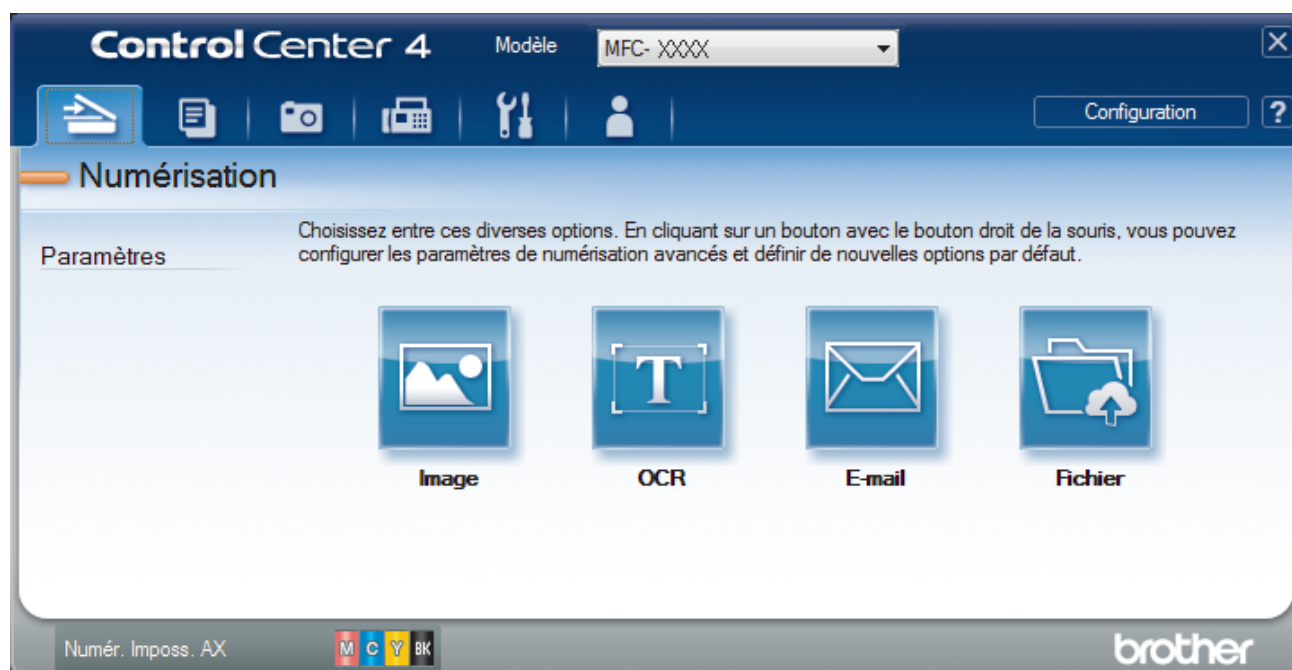 Control Center 4 Modèle MFC- XXXX
Configuration ?
Numérisation
Paramètres
Choisissez entre ces diverses options. En cliquant sur un bouton avec le bouton droit de la souris, vous pouvez
configurer les paramètres de numérisation avancés et définir de nouvelles options par défaut.
T
Image OCR E-mail Fichier
Numér. Imposs. AX M C Y BK brother